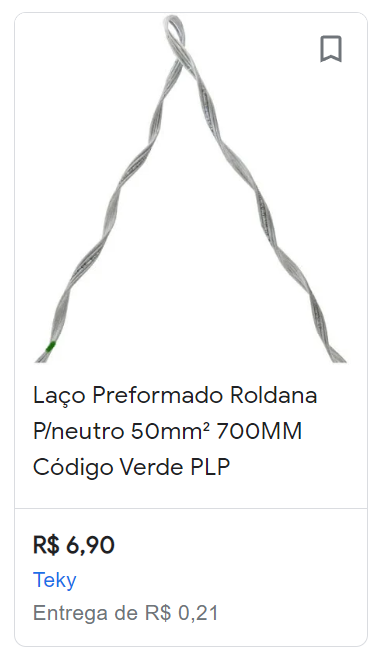 Laço Preformado Roldana
P/neutro 50mm² 700MM
Código Verde PLP
R$ 6,90
Teky
Entrega de R$ 0,21